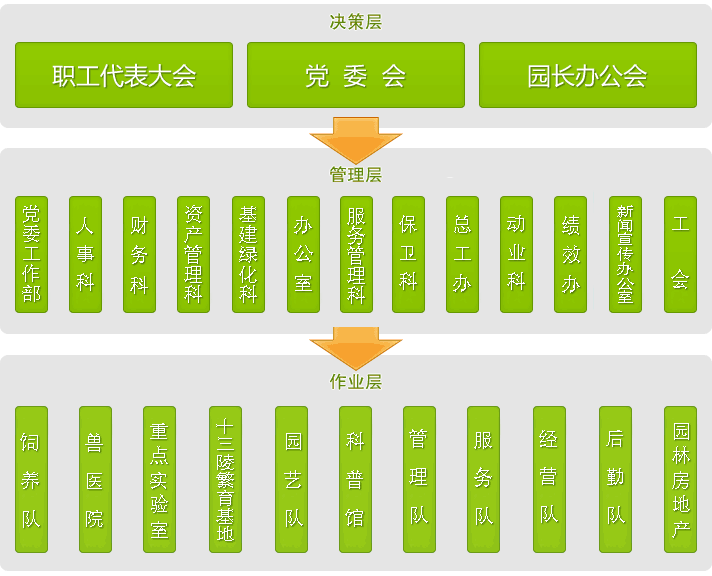 决策层
职工代表大会
党委会
园长办公会
管理层
党委工作部
人事科
财务科
资产管理科
基建绿化科
办公室
服务管理科
保卫科
总工办
动业科
绩效办
新闻宣传办公室
工会
作业层
饲养队
兽医院
重点实验室
十三陵繁育基地
园艺队
科普馆
管理队
服务队
经营队
后勤队
园林房地产